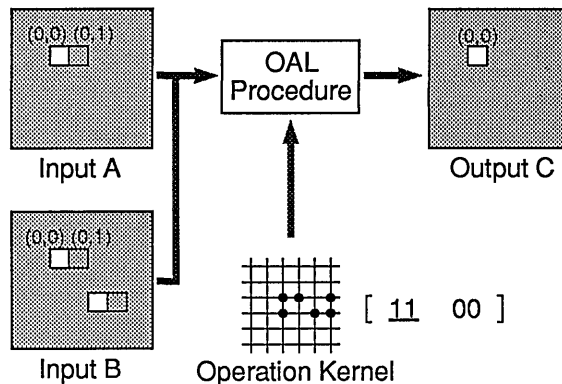 (0,0) (0,1)
Input A
OAL
Procedure
(0,0)
Output C
(0,0) (0,1)
Input B
[ 11 00 ]
Operation Kernel